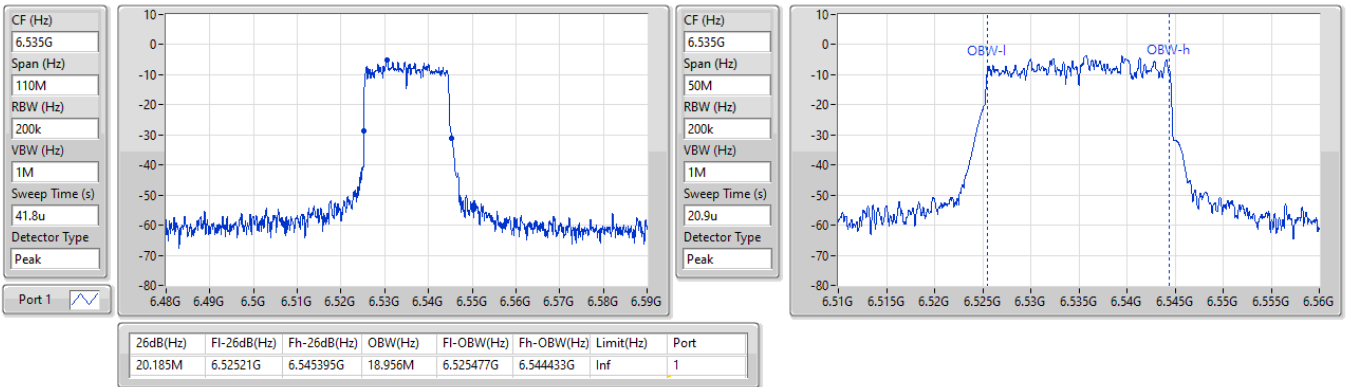 CF (Hz)
6.535G
Span (Hz)
110M
RBW (Hz)
200k
VBW (Hz)
1M
Sweep Time (s)
41.8u
Detector Type
Peak
Port 1
10-
0-
-10-
-20-
-30-
-40-
-50-
-60-
-70-
-80-
6.48G 6.49G 6.5G 6.51G 6.52G 6.53G 6.54G 6.55G 6.56G 6.57G 6.58G 6.59G
CF (Hz)
6.535G
Span (Hz)
50M
RBW (Hz)
200k
VBW (Hz)
1M
Sweep Time (s)
20.9u
Detector Type
Peak
10-
0-
-10-
-20-
-30-
-40-
-50-
-60-
-70-
-80-
OBW-l OBW-h
6.51G 6.515G 6.52G 6.525G 6.53G 6.535G 6.54G 6.545G 6.55G 6.555G 6.56G
26dB(Hz) Fl-26dB(Hz) Fh-26dB(Hz) OBW(Hz) Fl-OBW(Hz) Fh-OBW(Hz) Limit(Hz) Port
20.185M 6.52521G 6.545395G 18.956M 6.525477G 6.544433G Inf 1